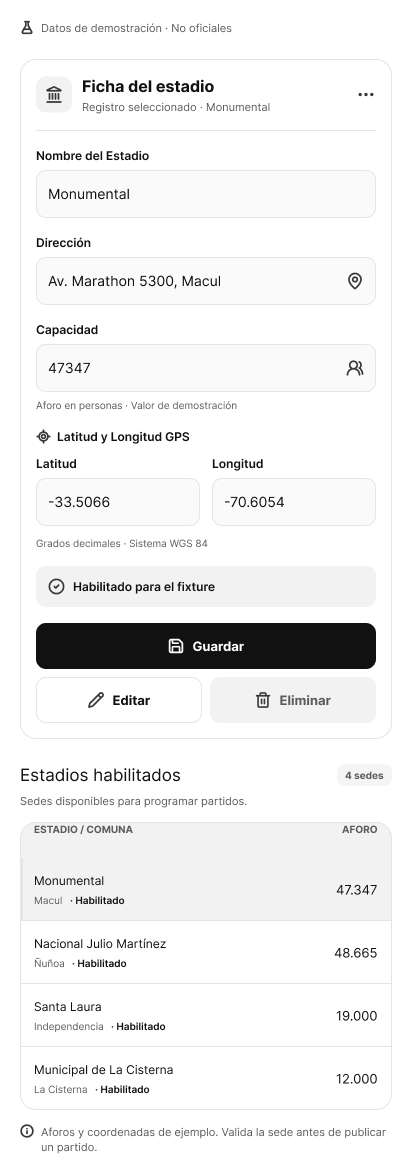 Datos de demostración · No oficiales
Ficha del estadio
Registro seleccionado · Monumental
Nombre del Estadio
Monumental
Dirección
Av. Marathon 5300, Macul
Capacidad
47347
Aforo en personas · Valor de demostración
Latitud y Longitud GPS
Latitud Longitud
-33.5066 -70.6054
Grados decimales · Sistema WGS 84
Habilitado para el fixture
Guardar
Editar Eliminar
Estadios habilitados 4 sedes
Sedes disponibles para programar partidos.
ESTADIO / COMUNA AFORO
Monumental 47.347
Macul · Habilitado
Nacional Julio Martínez 48.665
Ñuñoa · Habilitado
Santa Laura 19.000
Independencia · Habilitado
Municipal de La Cisterna 12.000
La Cisterna · Habilitado
Aforos y coordenadas de ejemplo. Valida la sede antes de publicar
un partido.